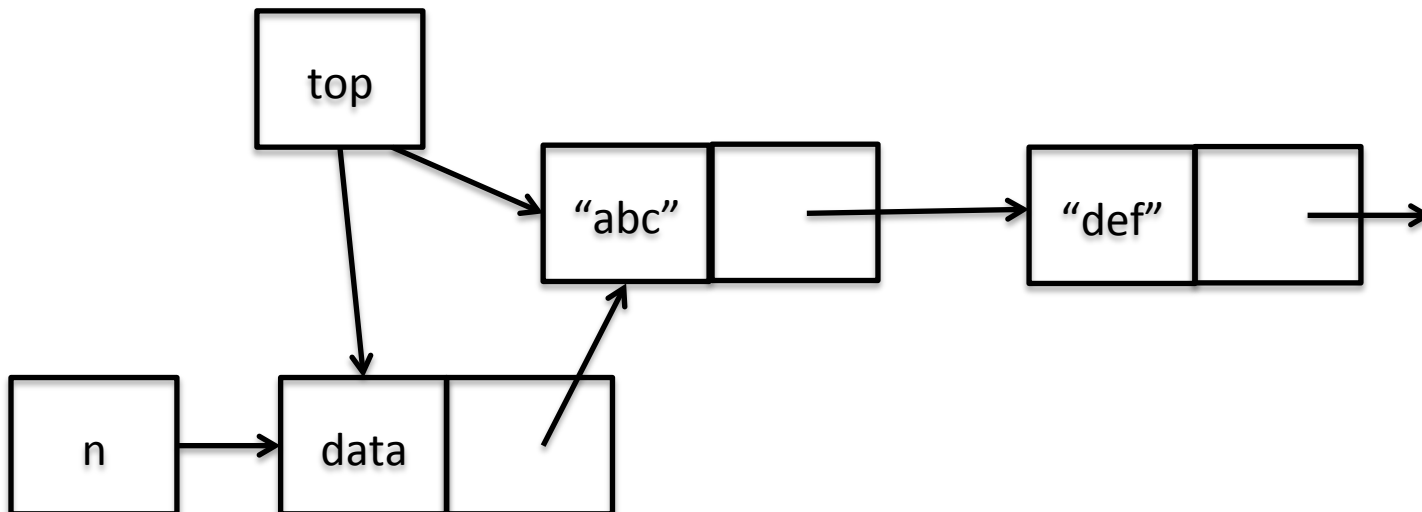 top
“abc”
“def”
n
data